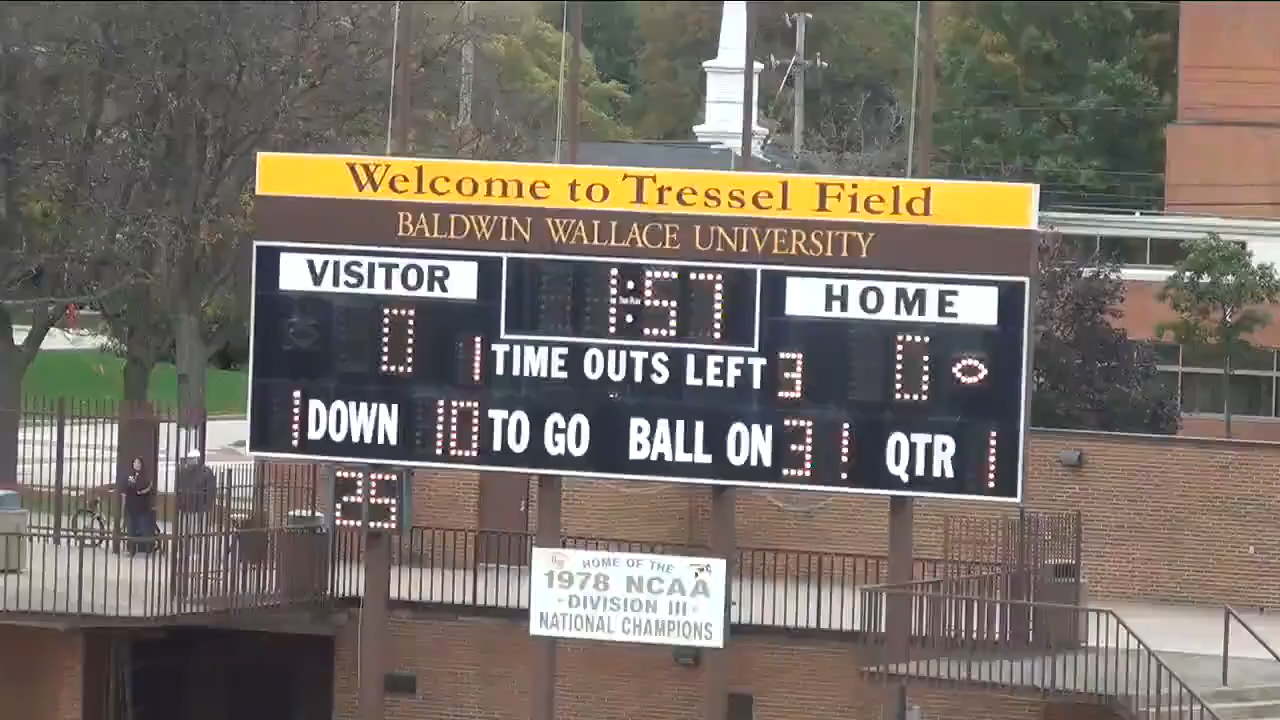 Welcome to Tressel Field
BALDWIN WALLACE UNIVERSITY
VISITOR 1:57 HOME
0 1 TIME OUTS LEFT 3 0
1 DOWN 10 TO GO BALL ON 31 QTR 1
25
HOME OF THE
1978 NCAA
DIVISION III
NATIONAL CHAMPIONS